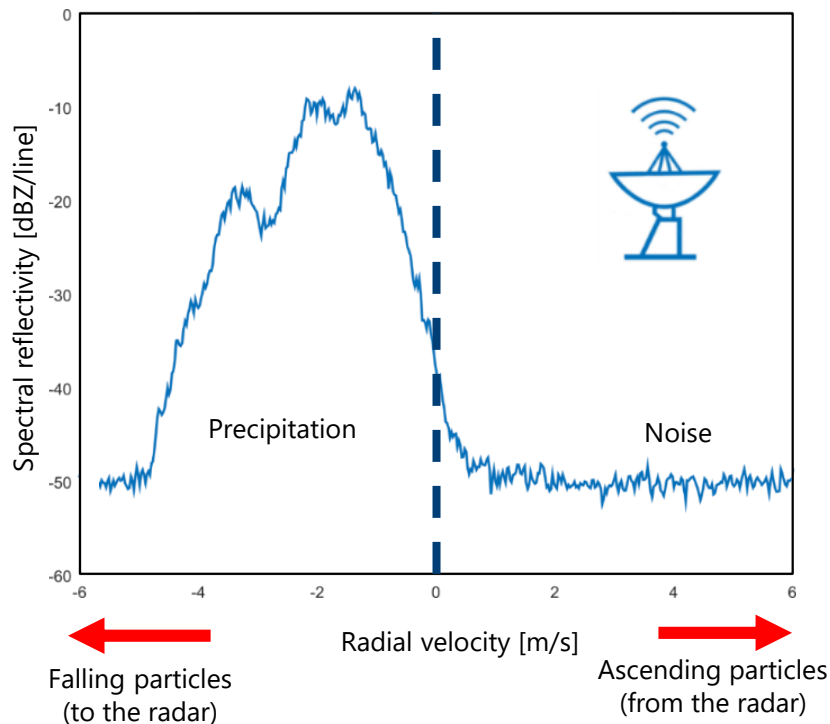 0
-10
-20
-30
-40
-50
-60
Spectral reflectivity [dBZ/line]
Precipitation
Noise
-6
-4
-2
0
2
4
6
Radial velocity [m/s]
Falling particles
(to the radar)
Ascending particles
(from the radar)